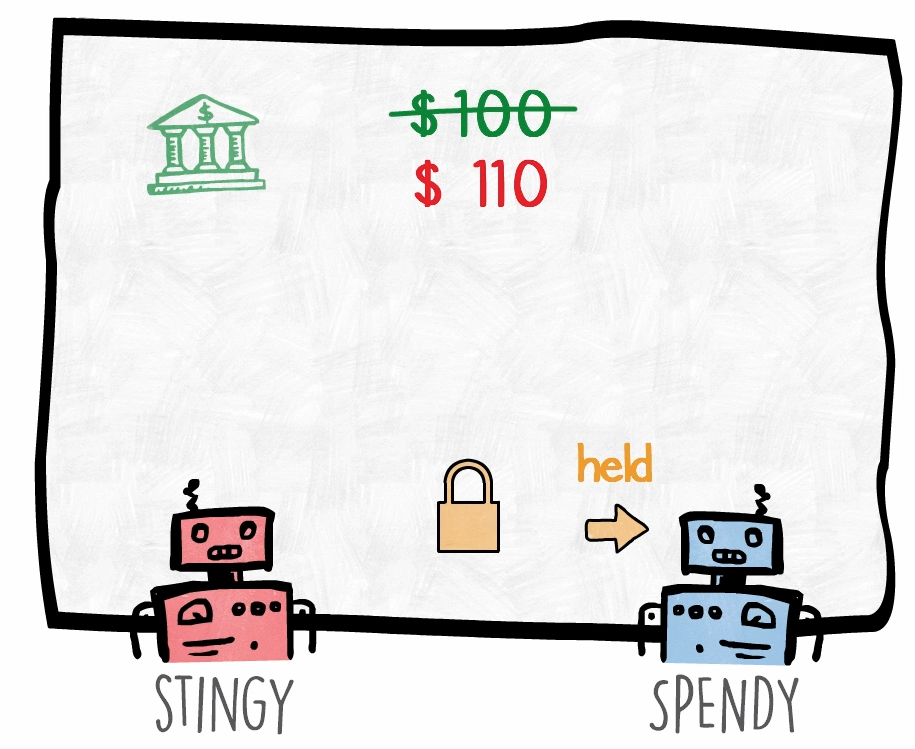 $
$100
$ 110
held
STINGY
SPENDY